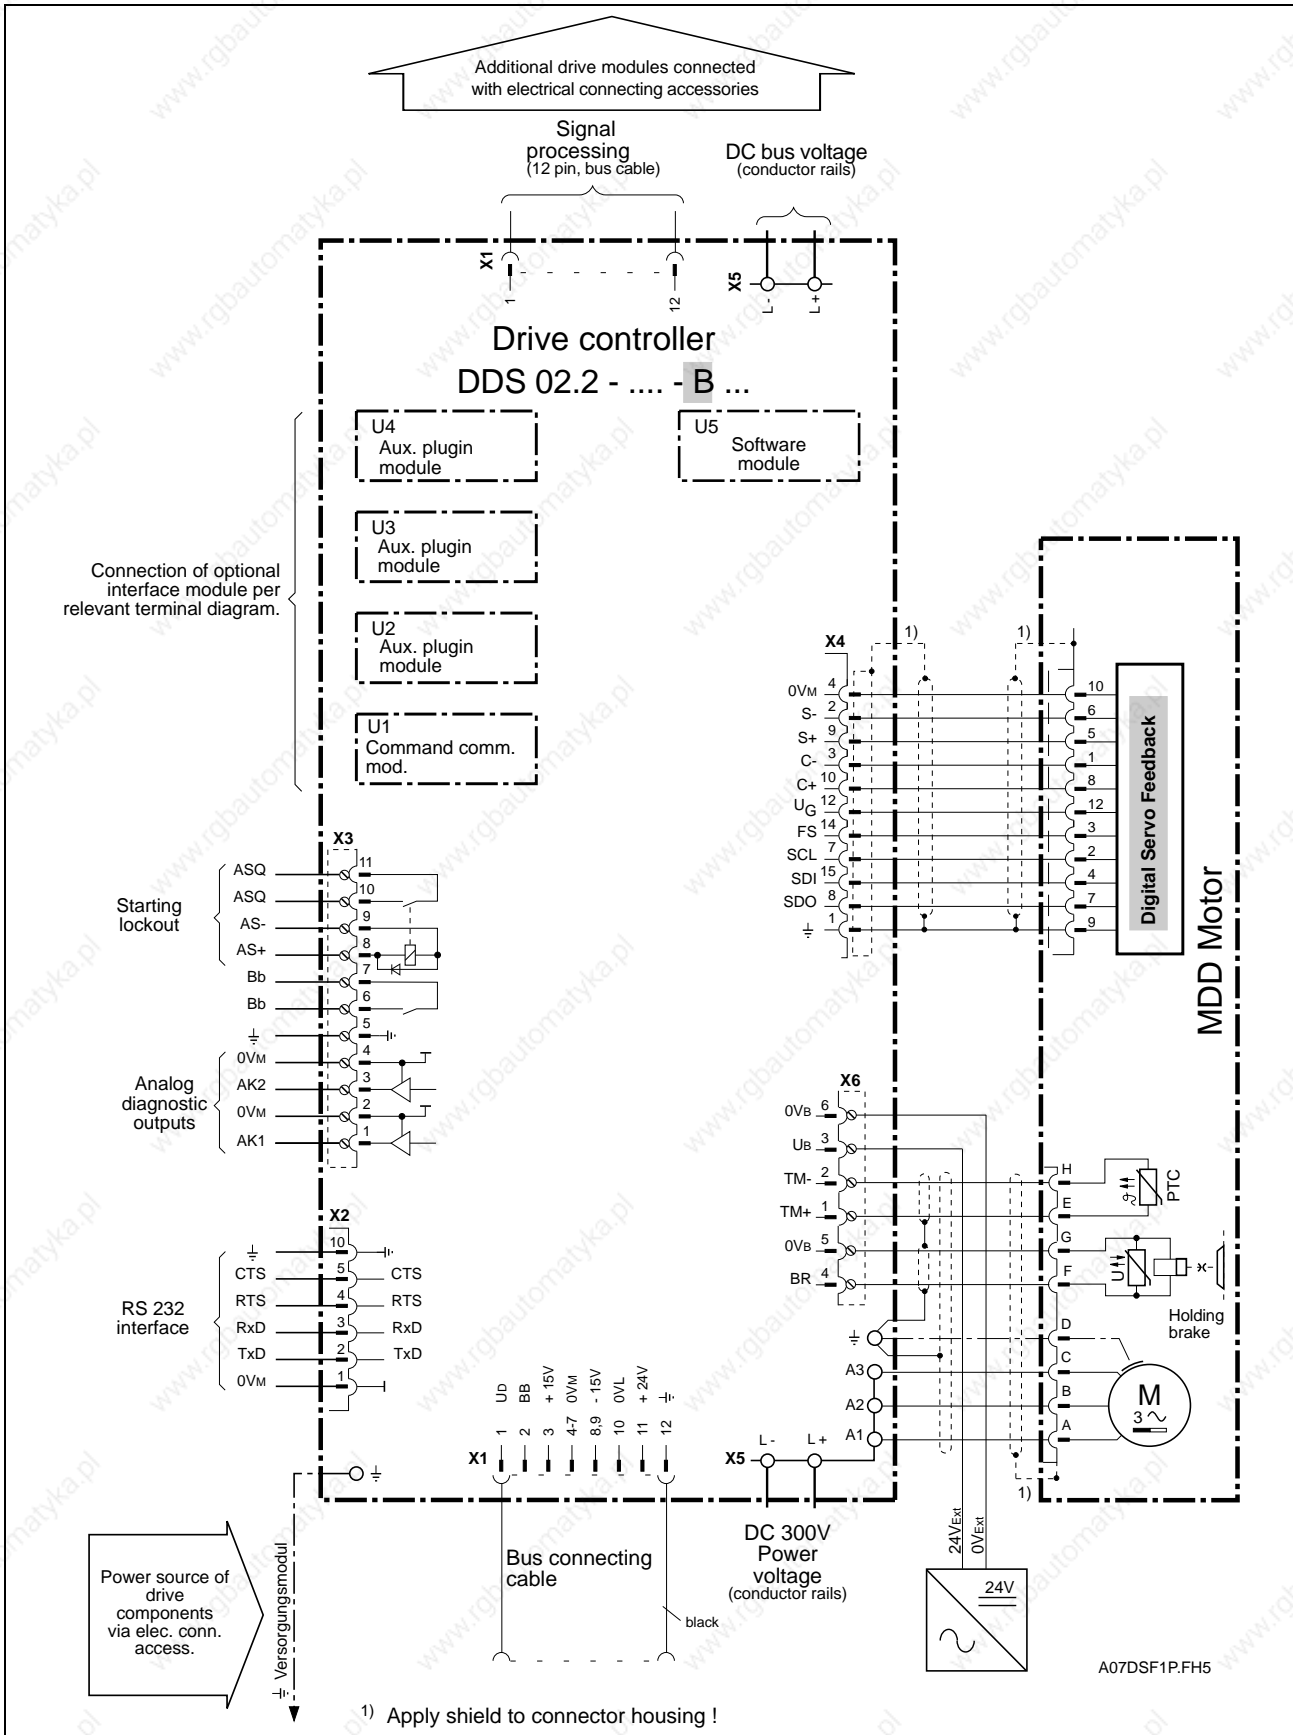 Additional drive modules connected
with electrical connecting accessories
Signal
processing
(12 pin, bus cable)
DC bus voltage
(conductor rails)
X1
1
12
X5
L -
L +
Drive controller
DDS 02.2 - .... - B ...
U4
Aux. plugin
module
U5
Software
module
U3
Aux. plugin
module
U2
Aux. plugin
module
U1
Command comm.
mod.
Connection of optional
interface module per
relevant terminal diagram.
X4
1)
1)
0VM 4 10
S- 2 6
S+ 9 5
C- 3 1
C+ 10 8
UG 12 12
FS 14 3
SCL 7 2
SDI 15 4
SDO 8 7
1 9
Digital Servo Feedback
MDD Motor
X3
Starting
lockout
ASQ 11
ASQ 10
AS- 9
AS+ 8
Bb 7
Bb 6
5
Analog
diagnostic
outputs
0VM 4
AK2 3
0VM 2
AK1 1
X6
0VB 6
UB 3
TM- 2 H
TM+ 1 E
0VB 5 G
BR 4 F
PTC
ϑ
U
Holding
brake
D
A3 C
A2 B
A1 A
M
3
1)
X2
RS 232
interface
10
CTS 5 CTS
RTS 4 RTS
RxD 3 RxD
TxD 2 TxD
0VM 1
X1
1 UD
2 BB
3 + 15V
4-7 0VM
8,9 - 15V
10 0VL
11 + 24V
12
X5
L -
L +
DC 300V
Power
voltage
(conductor rails)
24VExt
0VExt
24V
Bus connecting
cable
black
Power source of
drive
components
via elec. conn.
access.
Versorgungsmodul
A07DSF1P.FH5
1) Apply shield to connector housing !
www.rgbautomatyka.pl